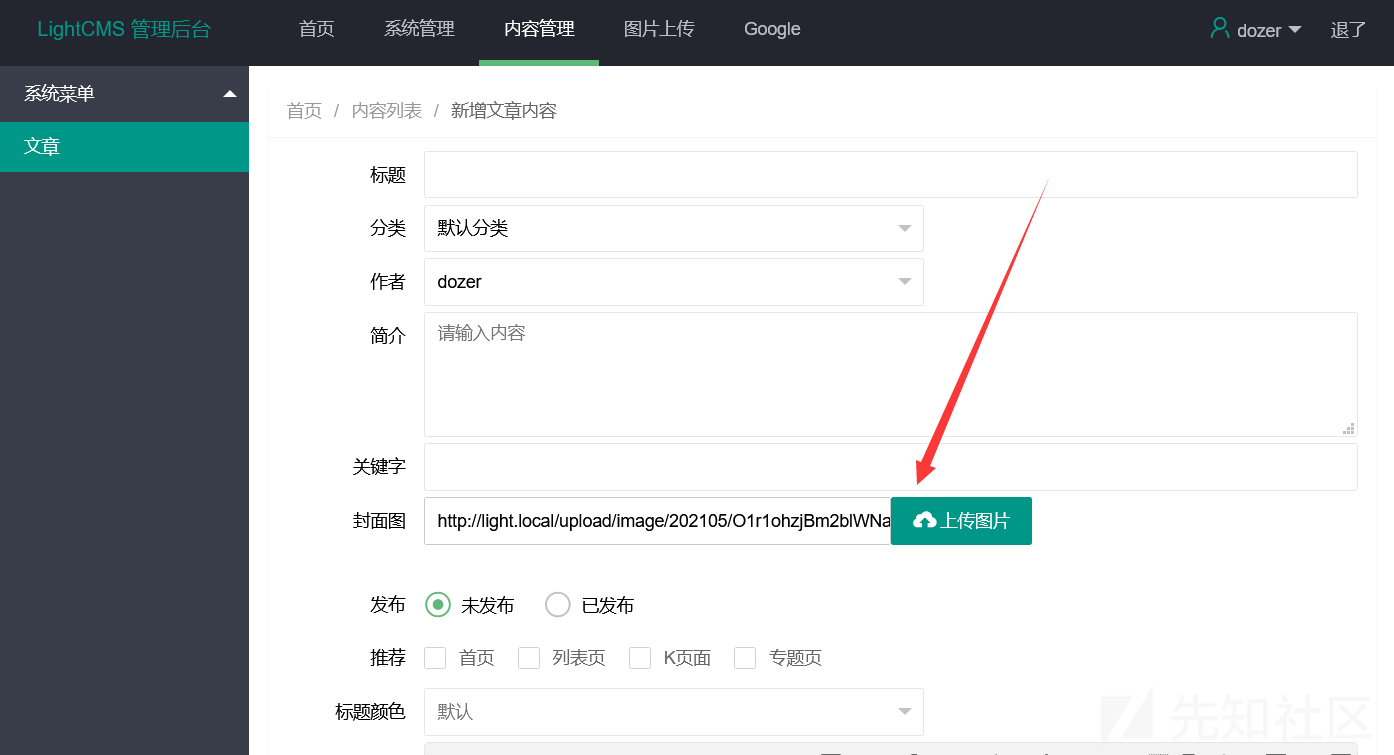 LightCMS 管理后台 首页 系统管理 内容管理 图片上传 Google dozer 退了
系统菜单
文章
首页 / 内容列表 / 新增文章内容
标题
分类 默认分类
作者 dozer
简介 请输入内容
关键字
封面图 http://light.local/upload/image/202105/O1r1ohzjBm2blWNa 上传图片
发布 未发布 已发布
推荐 首页 列表页 K页面 专题页
标题颜色 默认
先知社区